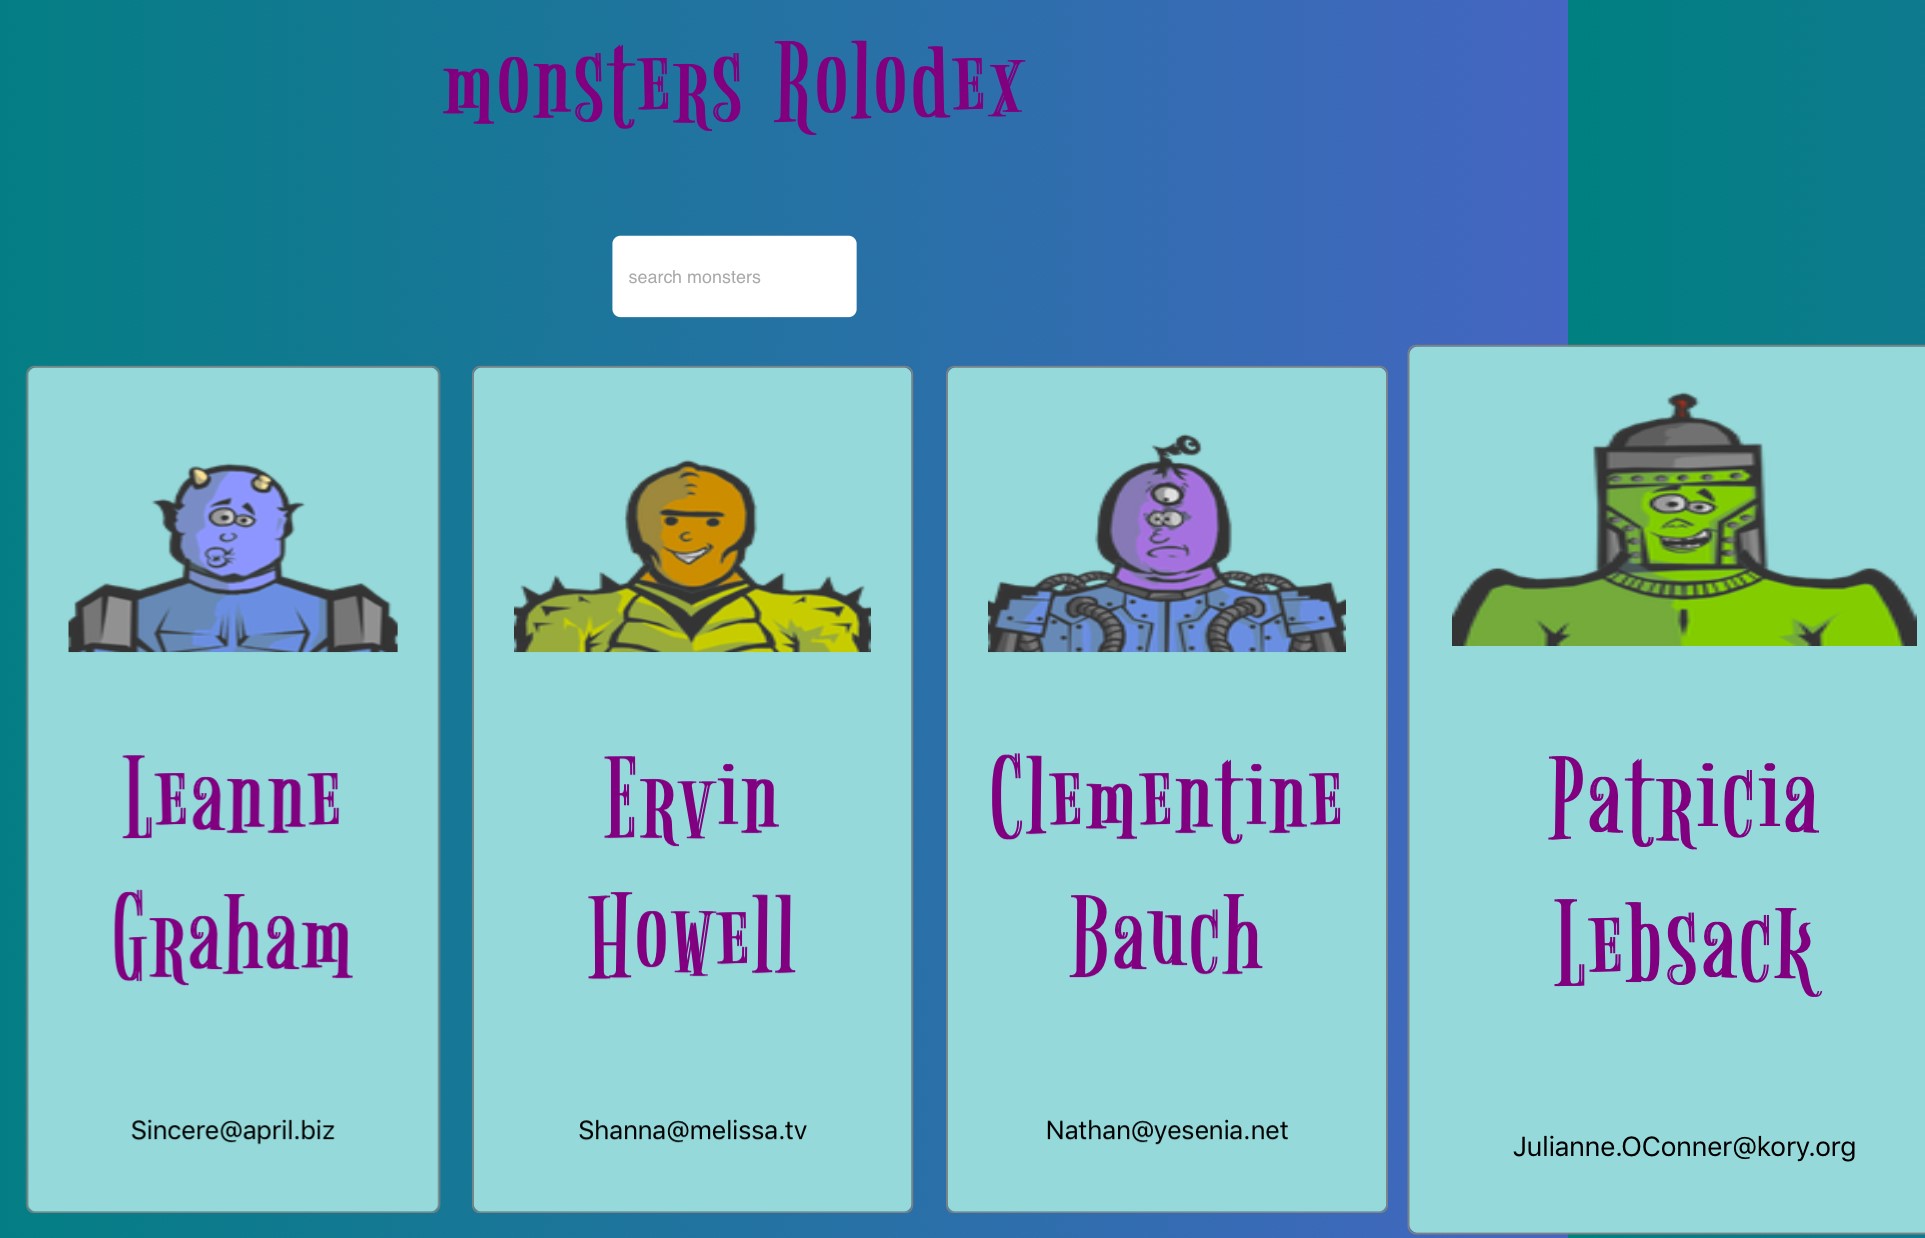 monsters Rolodex
search monsters
Leanne
Graham
Sincere@april.biz
Ervin
Howell
Shanna@melissa.tv
Clementine
Bauch
Nathan@yesenia.net
Patricia
Lebsack
Julianne.OConner@kory.org